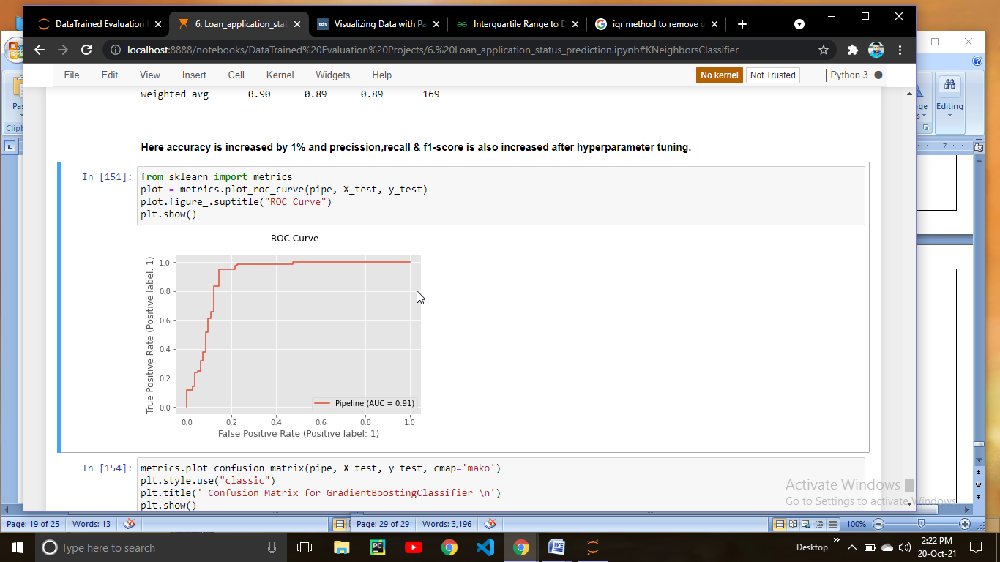 DataTrained Evaluation
6. Loan_application_stat
Visualizing Data with Pa
Interquartile Range to D
iqr method to remove o
localhost:8888/notebooks/DataTrained%20Evaluation%20Projects/6.%20Loan_application_status_prediction.ipynb#KNeighborsClassifier
File Edit View Insert Cell Kernel Widgets Help
No kernel Not Trusted Python 3
Editing
weighted avg 0.90 0.89 0.89 169
Here accuracy is increased by 1% and precission,recall & f1-score is also increased after hyperparameter tuning.
In [151]:
from sklearn import metrics
plot = metrics.plot_roc_curve(pipe, X_test, y_test)
plot.figure_.suptitle("ROC Curve")
plt.show()
ROC Curve
True Positive Rate (Positive label: 1)
1.0
0.8
0.6
0.4
0.2
0.0
Pipeline (AUC = 0.91)
0.0 0.2 0.4 0.6 0.8 1.0
False Positive Rate (Positive label: 1)
In [154]:
metrics.plot_confusion_matrix(pipe, X_test, y_test, cmap='mako')
plt.style.use("classic")
plt.title(' Confusion Matrix for GradientBoostingClassifier \n')
plt.show()
Activate Windows
Go to Settings to activate Windows.
Page: 19 of 25 Words: 13
Page: 29 of 29 Words: 3,196
100%
Type here to search
Desktop
2:22 PM
20-Oct-21